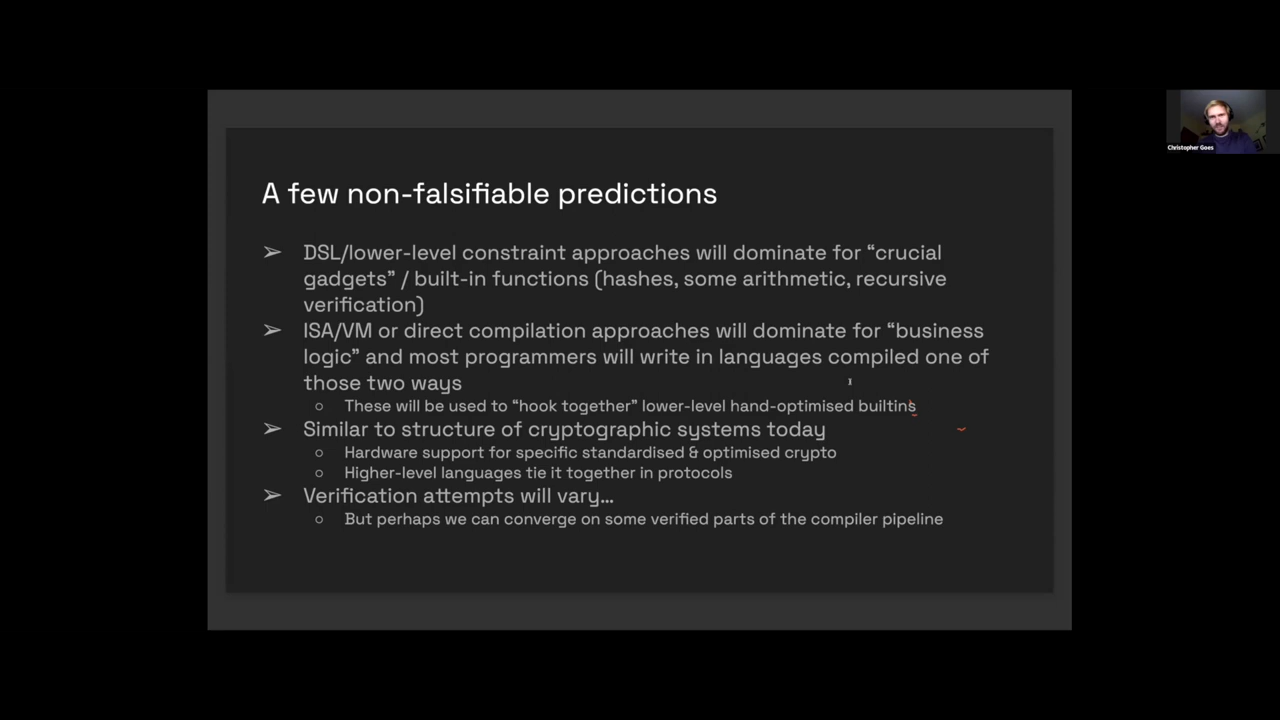 A few non-falsifiable predictions
➢ DSL/lower-level constraint approaches will dominate for “crucial
gadgets” / built-in functions (hashes, some arithmetic, recursive
verification)
➢ ISA/VM or direct compilation approaches will dominate for “business
logic” and most programmers will write in languages compiled one of
those two ways
○ These will be used to “hook together” lower-level hand-optimised builtins
➢ Similar to structure of cryptographic systems today
○ Hardware support for specific standardised & optimised crypto
○ Higher-level languages tie it together in protocols
➢ Verification attempts will vary…
○ But perhaps we can converge on some verified parts of the compiler pipeline
Christopher Goes